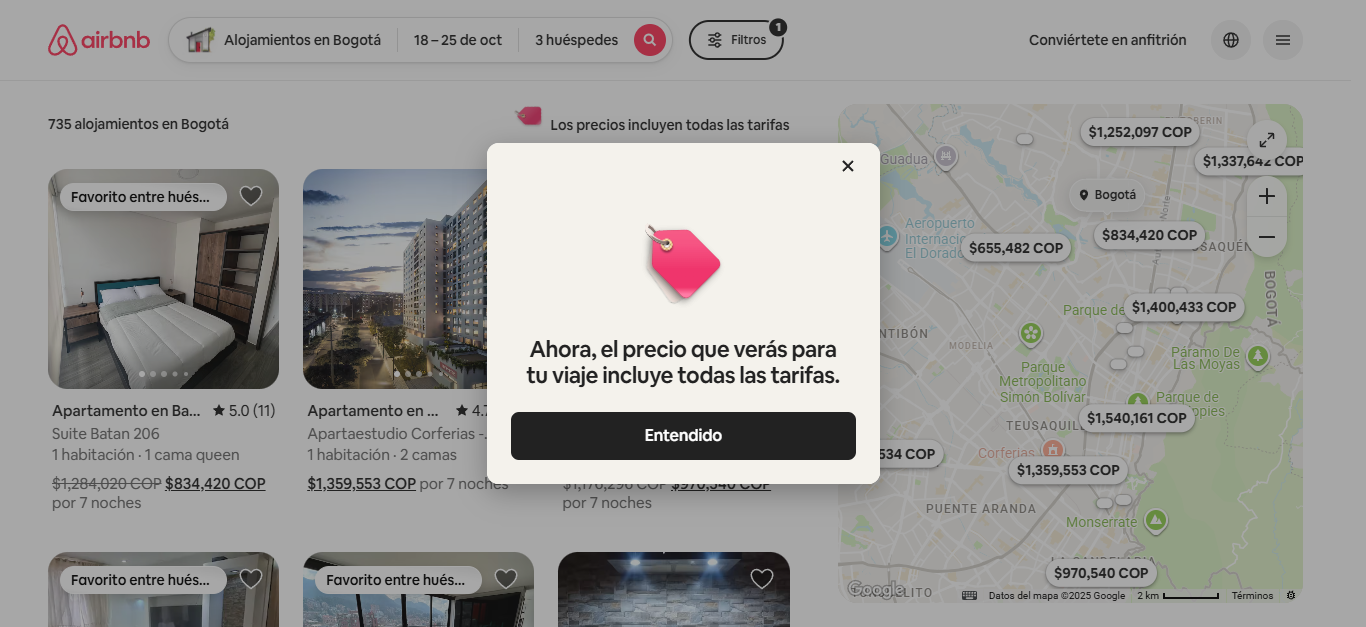 airbnb
Alojamientos en Bogotá
18 – 25 de oct
3 huéspedes
Filtros
1
Conviértete en anfitrión
735 alojamientos en Bogotá
Los precios incluyen todas las tarifas
Favorito entre hués...
Apartamento en Ba...
5.0 (11)
Suite Batan 206
1 habitación · 1 cama queen
$1,284,020 COP $834,420 COP
por 7 noches
Apartamento en ...
4.7
Apartaestudio Corferias -.
1 habitación · 2 camas
$1,359,553 COP por 7 noches
$970,540 COP
por 7 noches
Ahora, el precio que verás para
tu viaje incluye todas las tarifas.
Entendido
Favorito entre hués...
Favorito entre hués...
$1,252,097 COP
$1,337,642 COP
Guadua
Bogotá
Norte
Aeropuerto
Internacio
El Dorado
$655,482 COP
$834,420 COP
USAQUÉN
BOGOTÁ
Parque de
$1,400,433 COP
NTIBÓN
MODELIA
Parque
Metropolitano
Simón Bolívar
Páramo De
Las Moyas
Parque de
ppies
$1,540,161 COP
TEUSAQUIL
534 COP
Corferias
$1,359,553 COP
PUENTE ARANDA
Monserrate
LA CANDELARIA
$970,540 COP
Google
Datos del mapa ©2025 Google
2 km
Términos